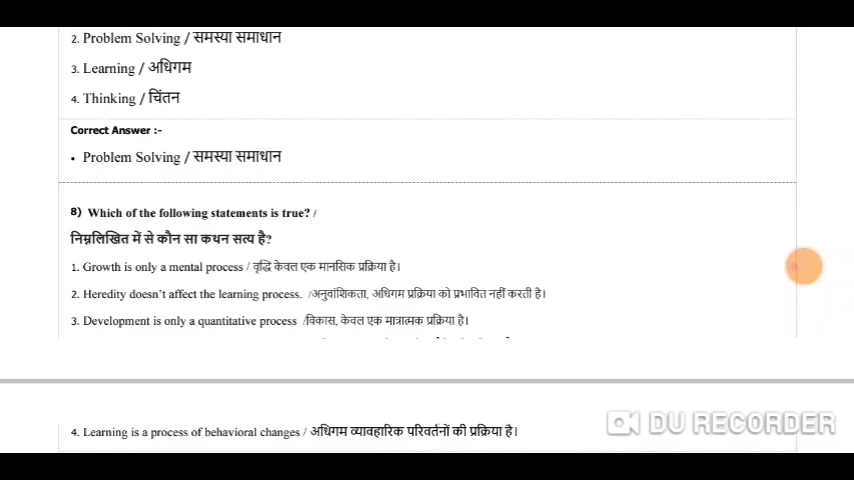 2. Problem Solving / समस्या समाधान
3. Learning / अधिगम
4. Thinking / चिंतन
Correct Answer :-
• Problem Solving / समस्या समाधान
8) Which of the following statements is true? /
निम्नलिखित में से कौन सा कथन सत्य है?
1. Growth is only a mental process / वृद्धि केवल एक मानसिक प्रक्रिया है।
2. Heredity doesn't affect the learning process. /अनुवांशिकता, अधिगम प्रक्रिया को प्रभावित नहीं करती है।
3. Development is only a quantitative process /विकास, केवल एक मात्रात्मक प्रक्रिया है।
4. Learning is a process of behavioral changes / अधिगम व्यावहारिक परिवर्तनों की प्रक्रिया है।
DU RECORDER